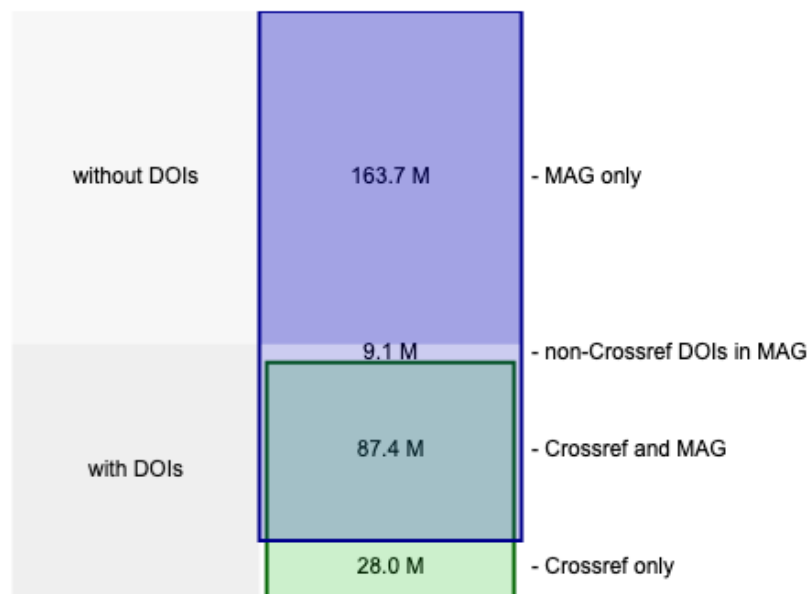 without DOIs 163.7 M - MAG only
9.1 M - non-Crossref DOIs in MAG
with DOIs 87.4 M - Crossref and MAG
28.0 M - Crossref only